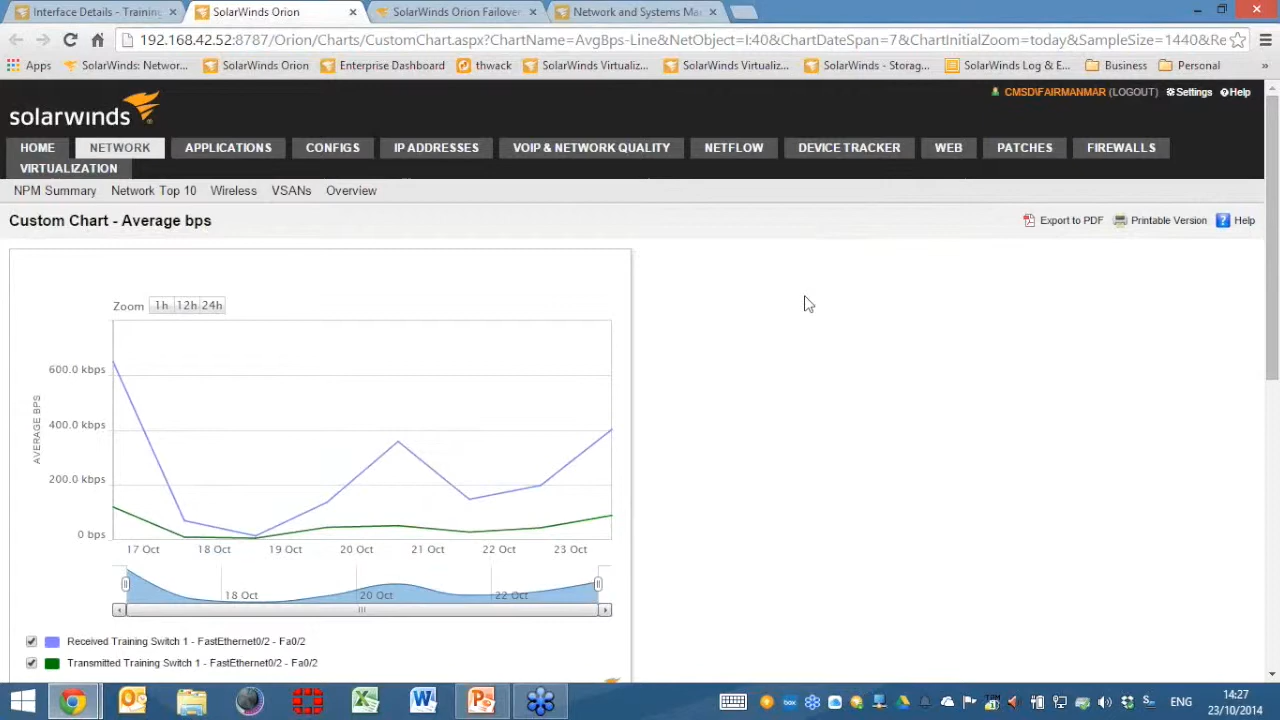 Interface Details - Trainin
SolarWinds Orion
SolarWinds Orion Failover
Network and Systems Ma
192.168.42.52:8787/Orion/Charts/CustomChart.aspx?ChartName=AvgBps-Line&NetObject=I:40&ChartDateSpan=7&ChartInitialZoom=today&SampleSize=1440&Re
Apps SolarWinds: Networ... SolarWinds Orion Enterprise Dashboard thwack SolarWinds Virtualiz... SolarWinds Virtualiz... SolarWinds - Storag... SolarWinds Log & E... Business Personal »
CMSD\FAIRMANMAR (LOGOUT) Settings Help
solarwinds
HOME NETWORK APPLICATIONS CONFIGS IP ADDRESSES VOIP & NETWORK QUALITY NETFLOW DEVICE TRACKER WEB PATCHES FIREWALLS
VIRTUALIZATION
NPM Summary Network Top 10 Wireless VSANs Overview
Custom Chart - Average bps
Export to PDF Printable Version Help
Zoom 1h 12h 24h
AVERAGE BPS
600.0 kbps
400.0 kbps
200.0 kbps
0 bps
17 Oct 18 Oct 19 Oct 20 Oct 21 Oct 22 Oct 23 Oct
18 Oct 20 Oct 22 Oct
Received Training Switch 1 - FastEthernet0/2 - Fa0/2
Transmitted Training Switch 1 - FastEthernet0/2 - Fa0/2
ENG
14:27
23/10/2014